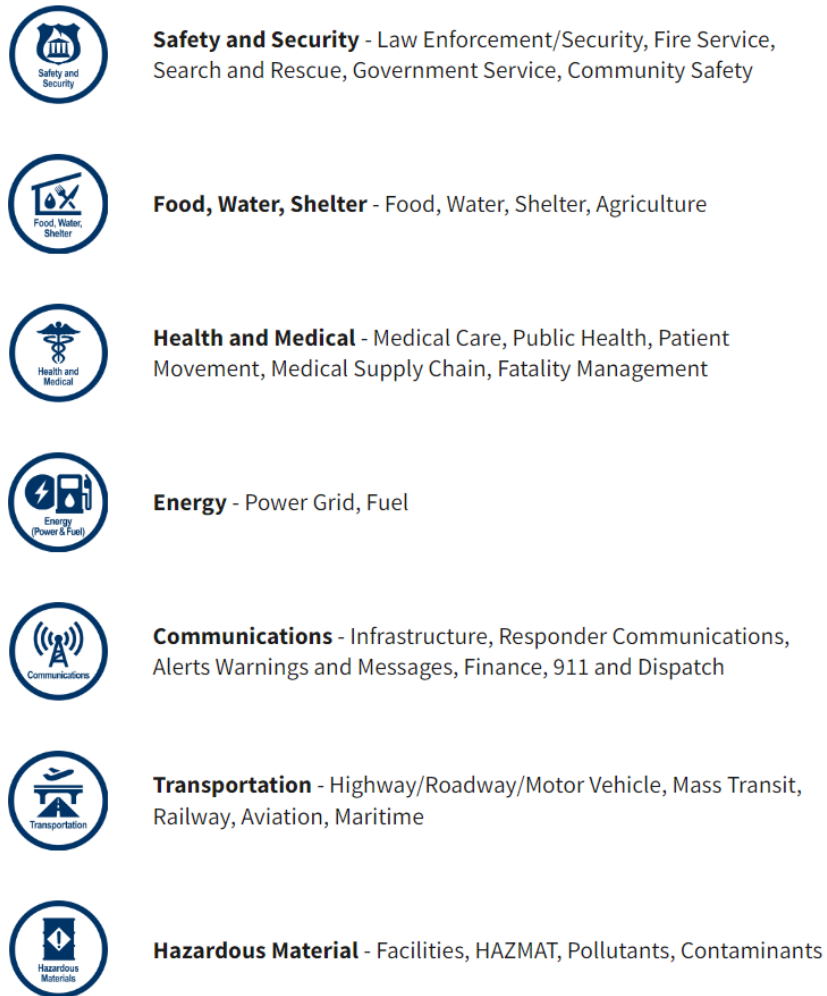 Safety and
Security
Safety and Security - Law Enforcement/Security, Fire Service,
Search and Rescue, Government Service, Community Safety
Food, Water,
Shelter
Food, Water, Shelter - Food, Water, Shelter, Agriculture
Health and
Medical
Health and Medical - Medical Care, Public Health, Patient
Movement, Medical Supply Chain, Fatality Management
Energy
(Power & Fuel)
Energy - Power Grid, Fuel
Communications
Communications - Infrastructure, Responder Communications,
Alerts Warnings and Messages, Finance, 911 and Dispatch
Transportation
Transportation - Highway/Roadway/Motor Vehicle, Mass Transit,
Railway, Aviation, Maritime
Hazardous
Materials
Hazardous Material - Facilities, HAZMAT, Pollutants, Contaminants